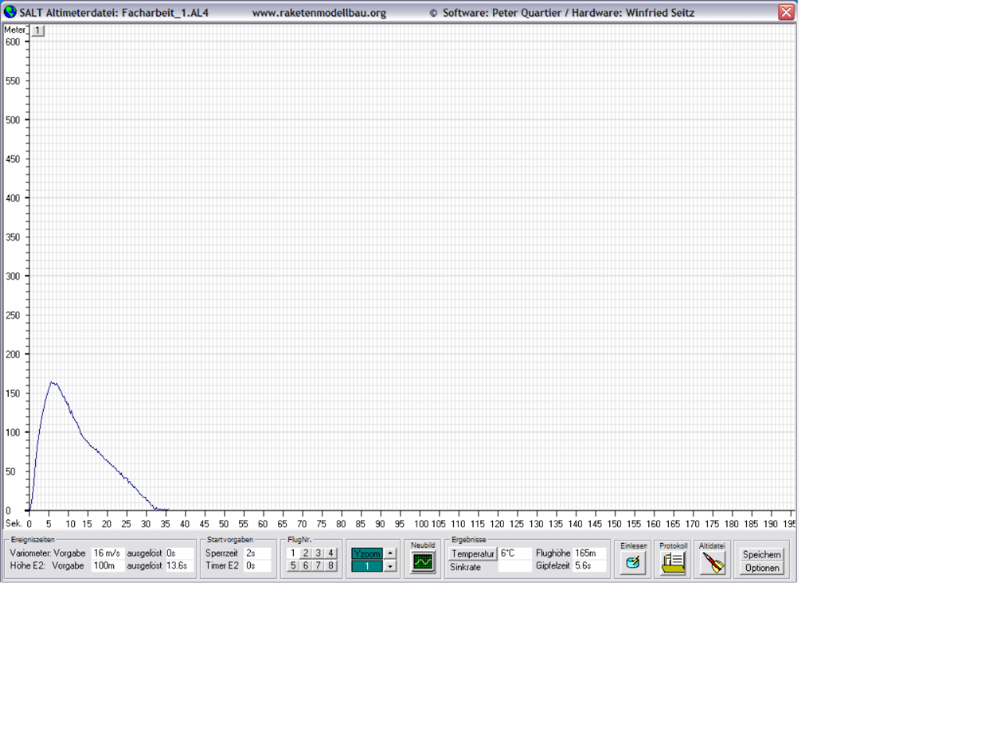 SALT Altimeterdatei: Facharbeit_1.AL4 www.raketenmodellbau.org © Software: Peter Quartier / Hardware: Winfried Seitz
Meter 1
600
550
500
450
400
350
300
250
200
150
100
50
0
Sek. 0 5 10 15 20 25 30 35 40 45 50 55 60 65 70 75 80 85 90 95 100 105 110 115 120 125 130 135 140 145 150 155 160 165 170 175 180 185 190 195
Ereigniszeiten
Variometer: Vorgabe 16 m/s ausgelöst 0s
Höhe E2: Vorgabe 100m ausgelöst 13.6s
Startvorgaben
Sperrzeit 2s
Timer E2 0s
FlugNr.
1 2 3 4
5 6 7 8
Yzoom
1
Neubild
Ergebnisse
Temperatur 6°C Flughöhe 165m
Sinkrate Gipfelzeit 5.6s
Einlesen
Protokoll
Altidatei
Speichern
Optionen